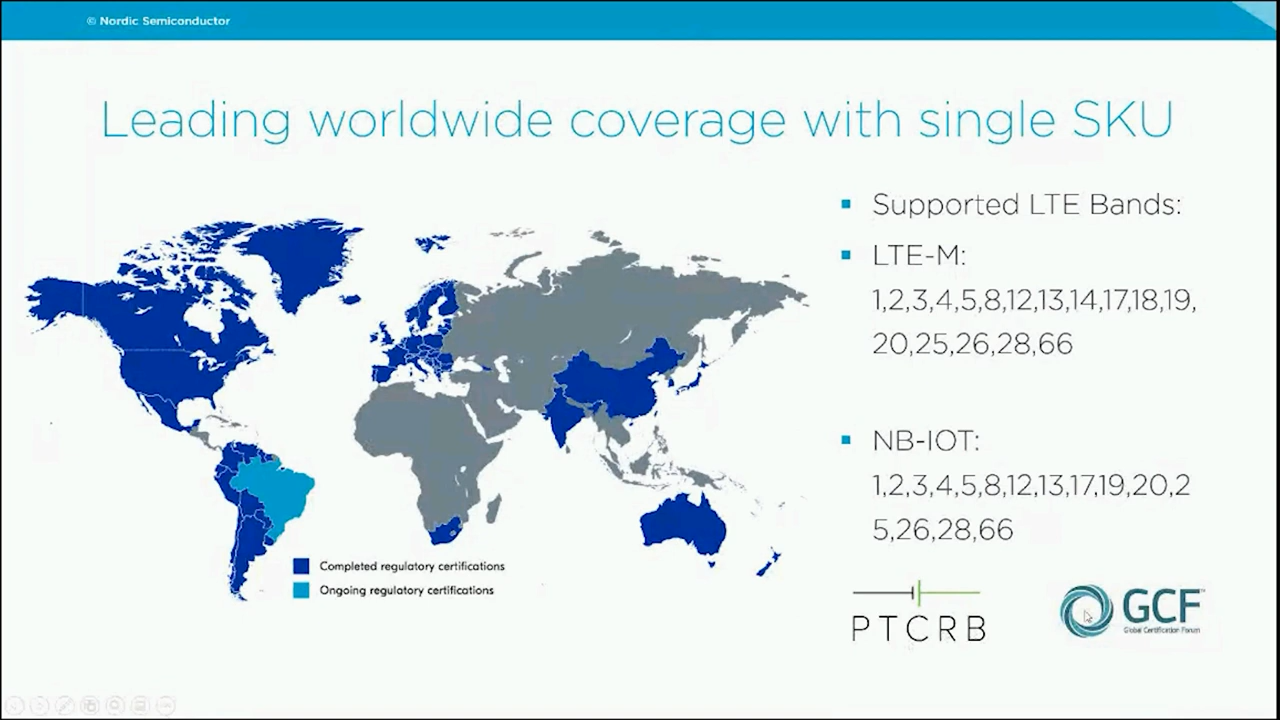 © Nordic Semiconductor
Leading worldwide coverage with single SKU
Supported LTE Bands:
LTE-M:
1,2,3,4,5,8,12,13,14,17,18,19,
20,25,26,28,66
NB-IOT:
1,2,3,4,5,8,12,13,17,19,20,2
5,26,28,66
Completed regulatory certifications
Ongoing regulatory certifications
PTCRB
GCF™
Global Certification Forum